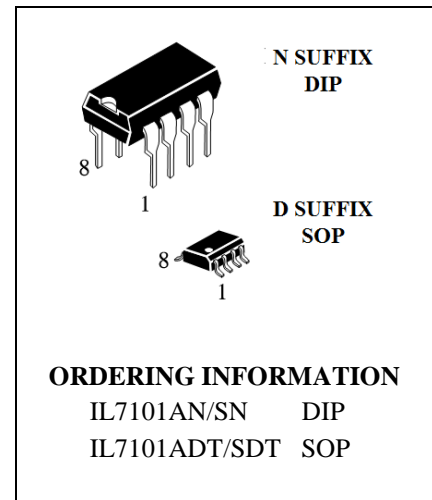 N SUFFIX
DIP
8
1
D SUFFIX
SOP
8
1
ORDERING INFORMATION
IL7101AN/SN DIP
IL7101ADT/SDT SOP